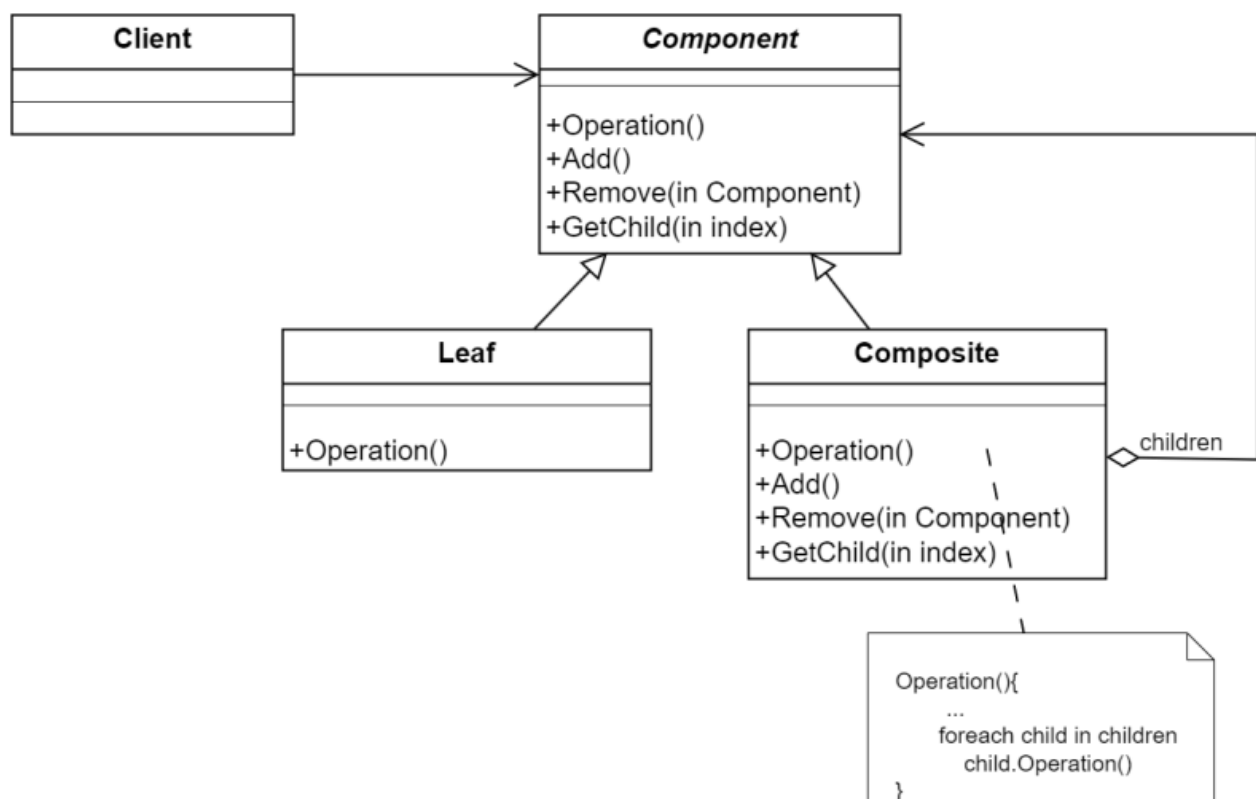 Client
Component
+Operation()
+Add()
+Remove(in Component)
+GetChild(in index)
Leaf
+Operation()
Composite
+Operation()
+Add()
+Remove(in Component)
+GetChild(in index)
children
Operation(){
...
foreach child in children
child.Operation()
}